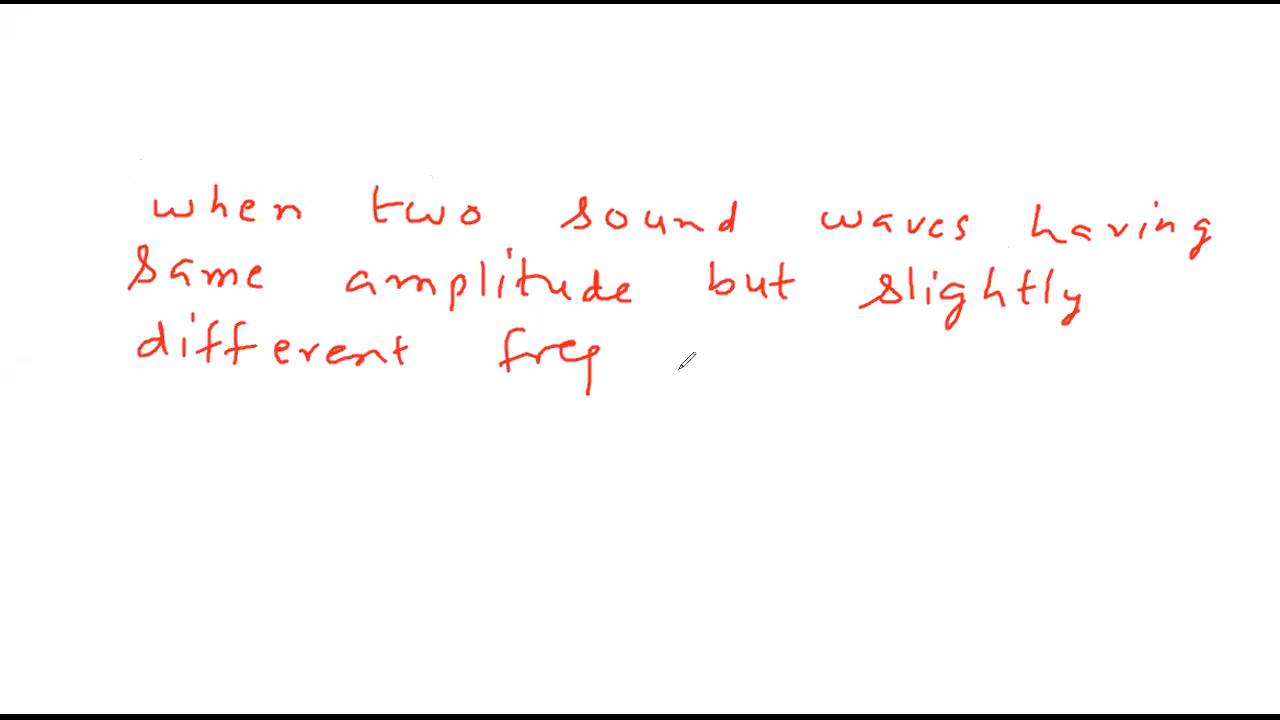 when two sound waves having
same amplitude but slightly
different freq